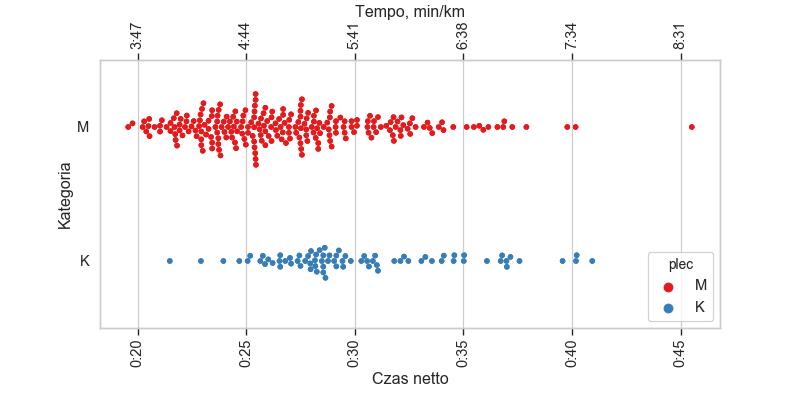 Tempo, min/km
3:47 4:44 5:41 6:38 7:34 8:31
Kategoria
M
K
plec
M
K
0:20 0:25 0:30 0:35 0:40 0:45
Czas netto